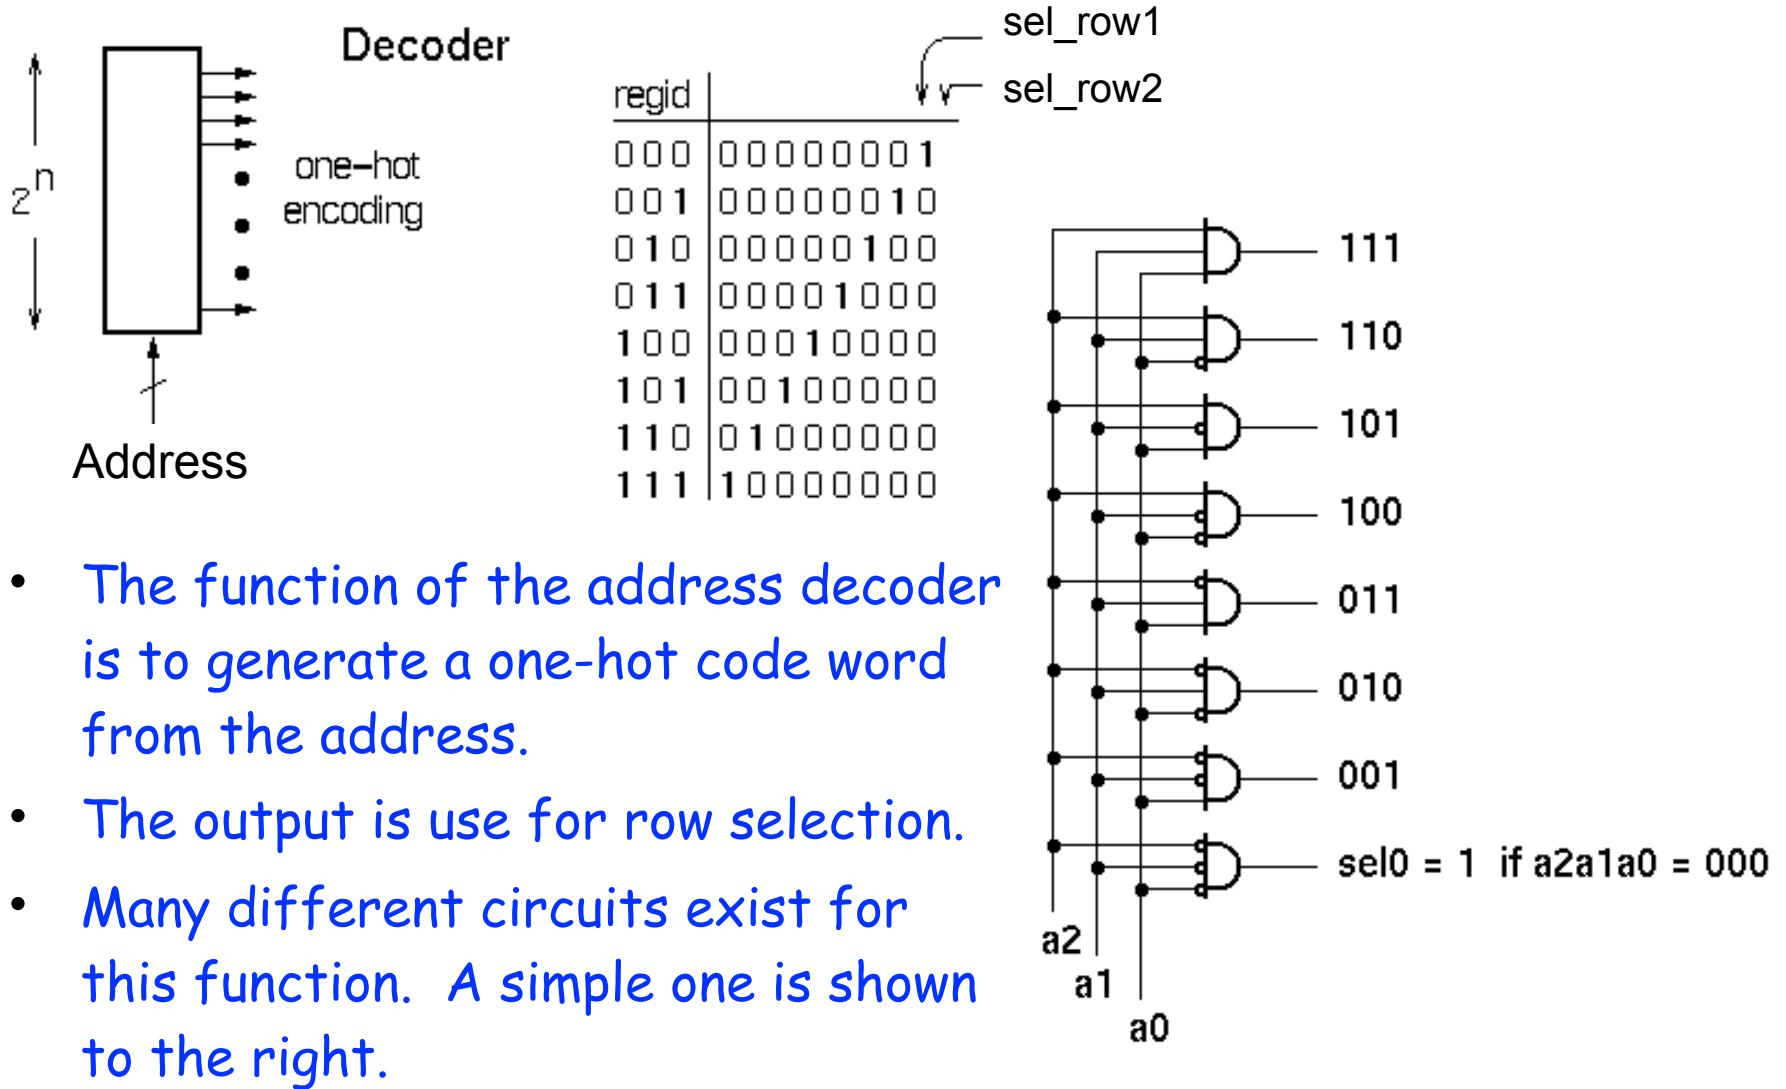 Decoder
sel_row1
sel_row2
2^n
one-hot
encoding
Address
regid
000 00000001
001 00000010
010 00000100
011 00001000
100 00010000
101 00100000
110 01000000
111 10000000
111
110
101
100
011
010
001
sel0 = 1 if a2a1a0 = 000
a2
a1
a0
• The function of the address decoder
is to generate a one-hot code word
from the address.
• The output is use for row selection.
• Many different circuits exist for
this function. A simple one is shown
to the right.